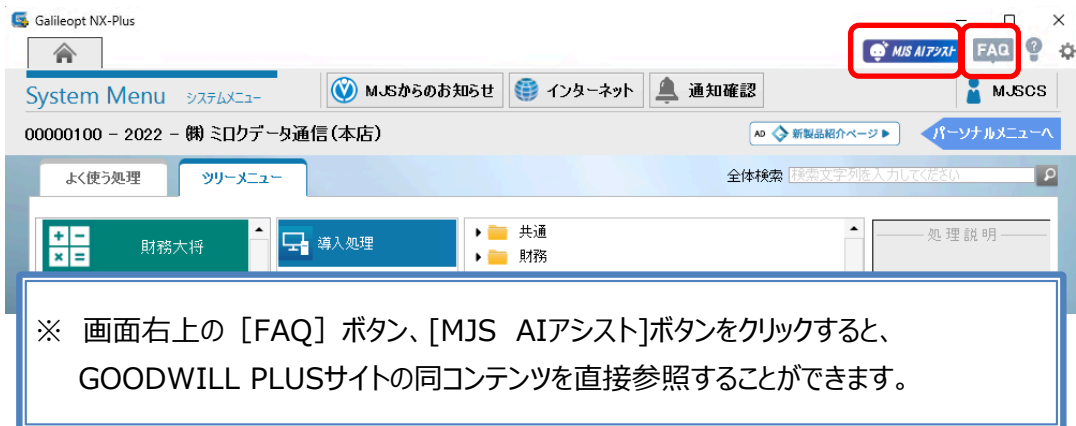 Galileopt NX-Plus
MJS AIアシスト FAQ ?
System Menu システムメニュー MJSからのお知らせ インターネット 通知確認 MJSCS
00000100 - 2022 - ㈱ ミロクデータ通信(本店) AD 新製品紹介ページ▶ パーソナルメニューへ
よく使う処理 ツリーメニュー 全体検索 検索文字列を入力してください
財務大将 導入処理 共通 処理説明
財務
※ 画面右上の［FAQ］ボタン、[MJS AIアシスト]ボタンをクリックすると、
GOODWILL PLUSサイトの同コンテンツを直接参照することができます。